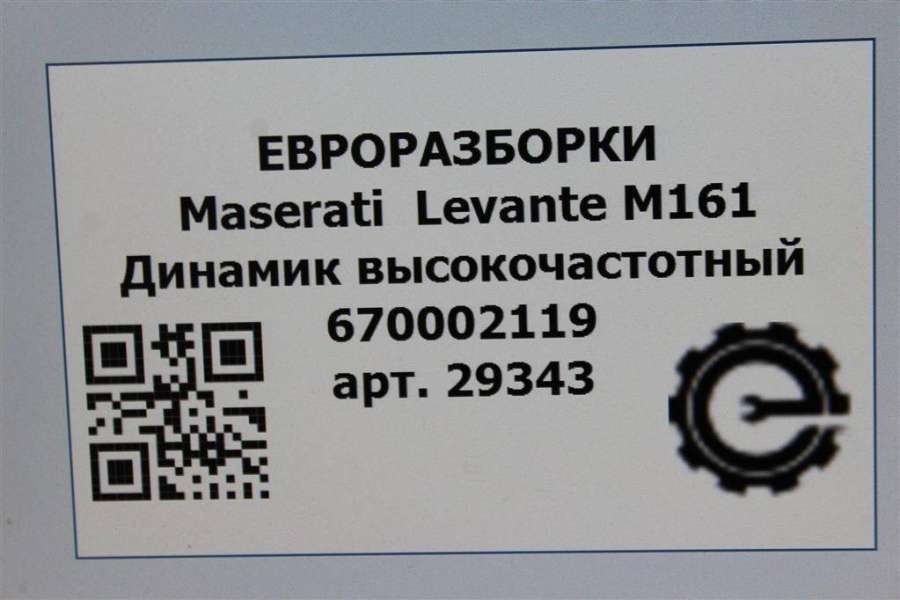 ЕВРОРАЗБОРКИ
Maserati Levante M161
Динамик высокочастотный
670002119
арт. 29343